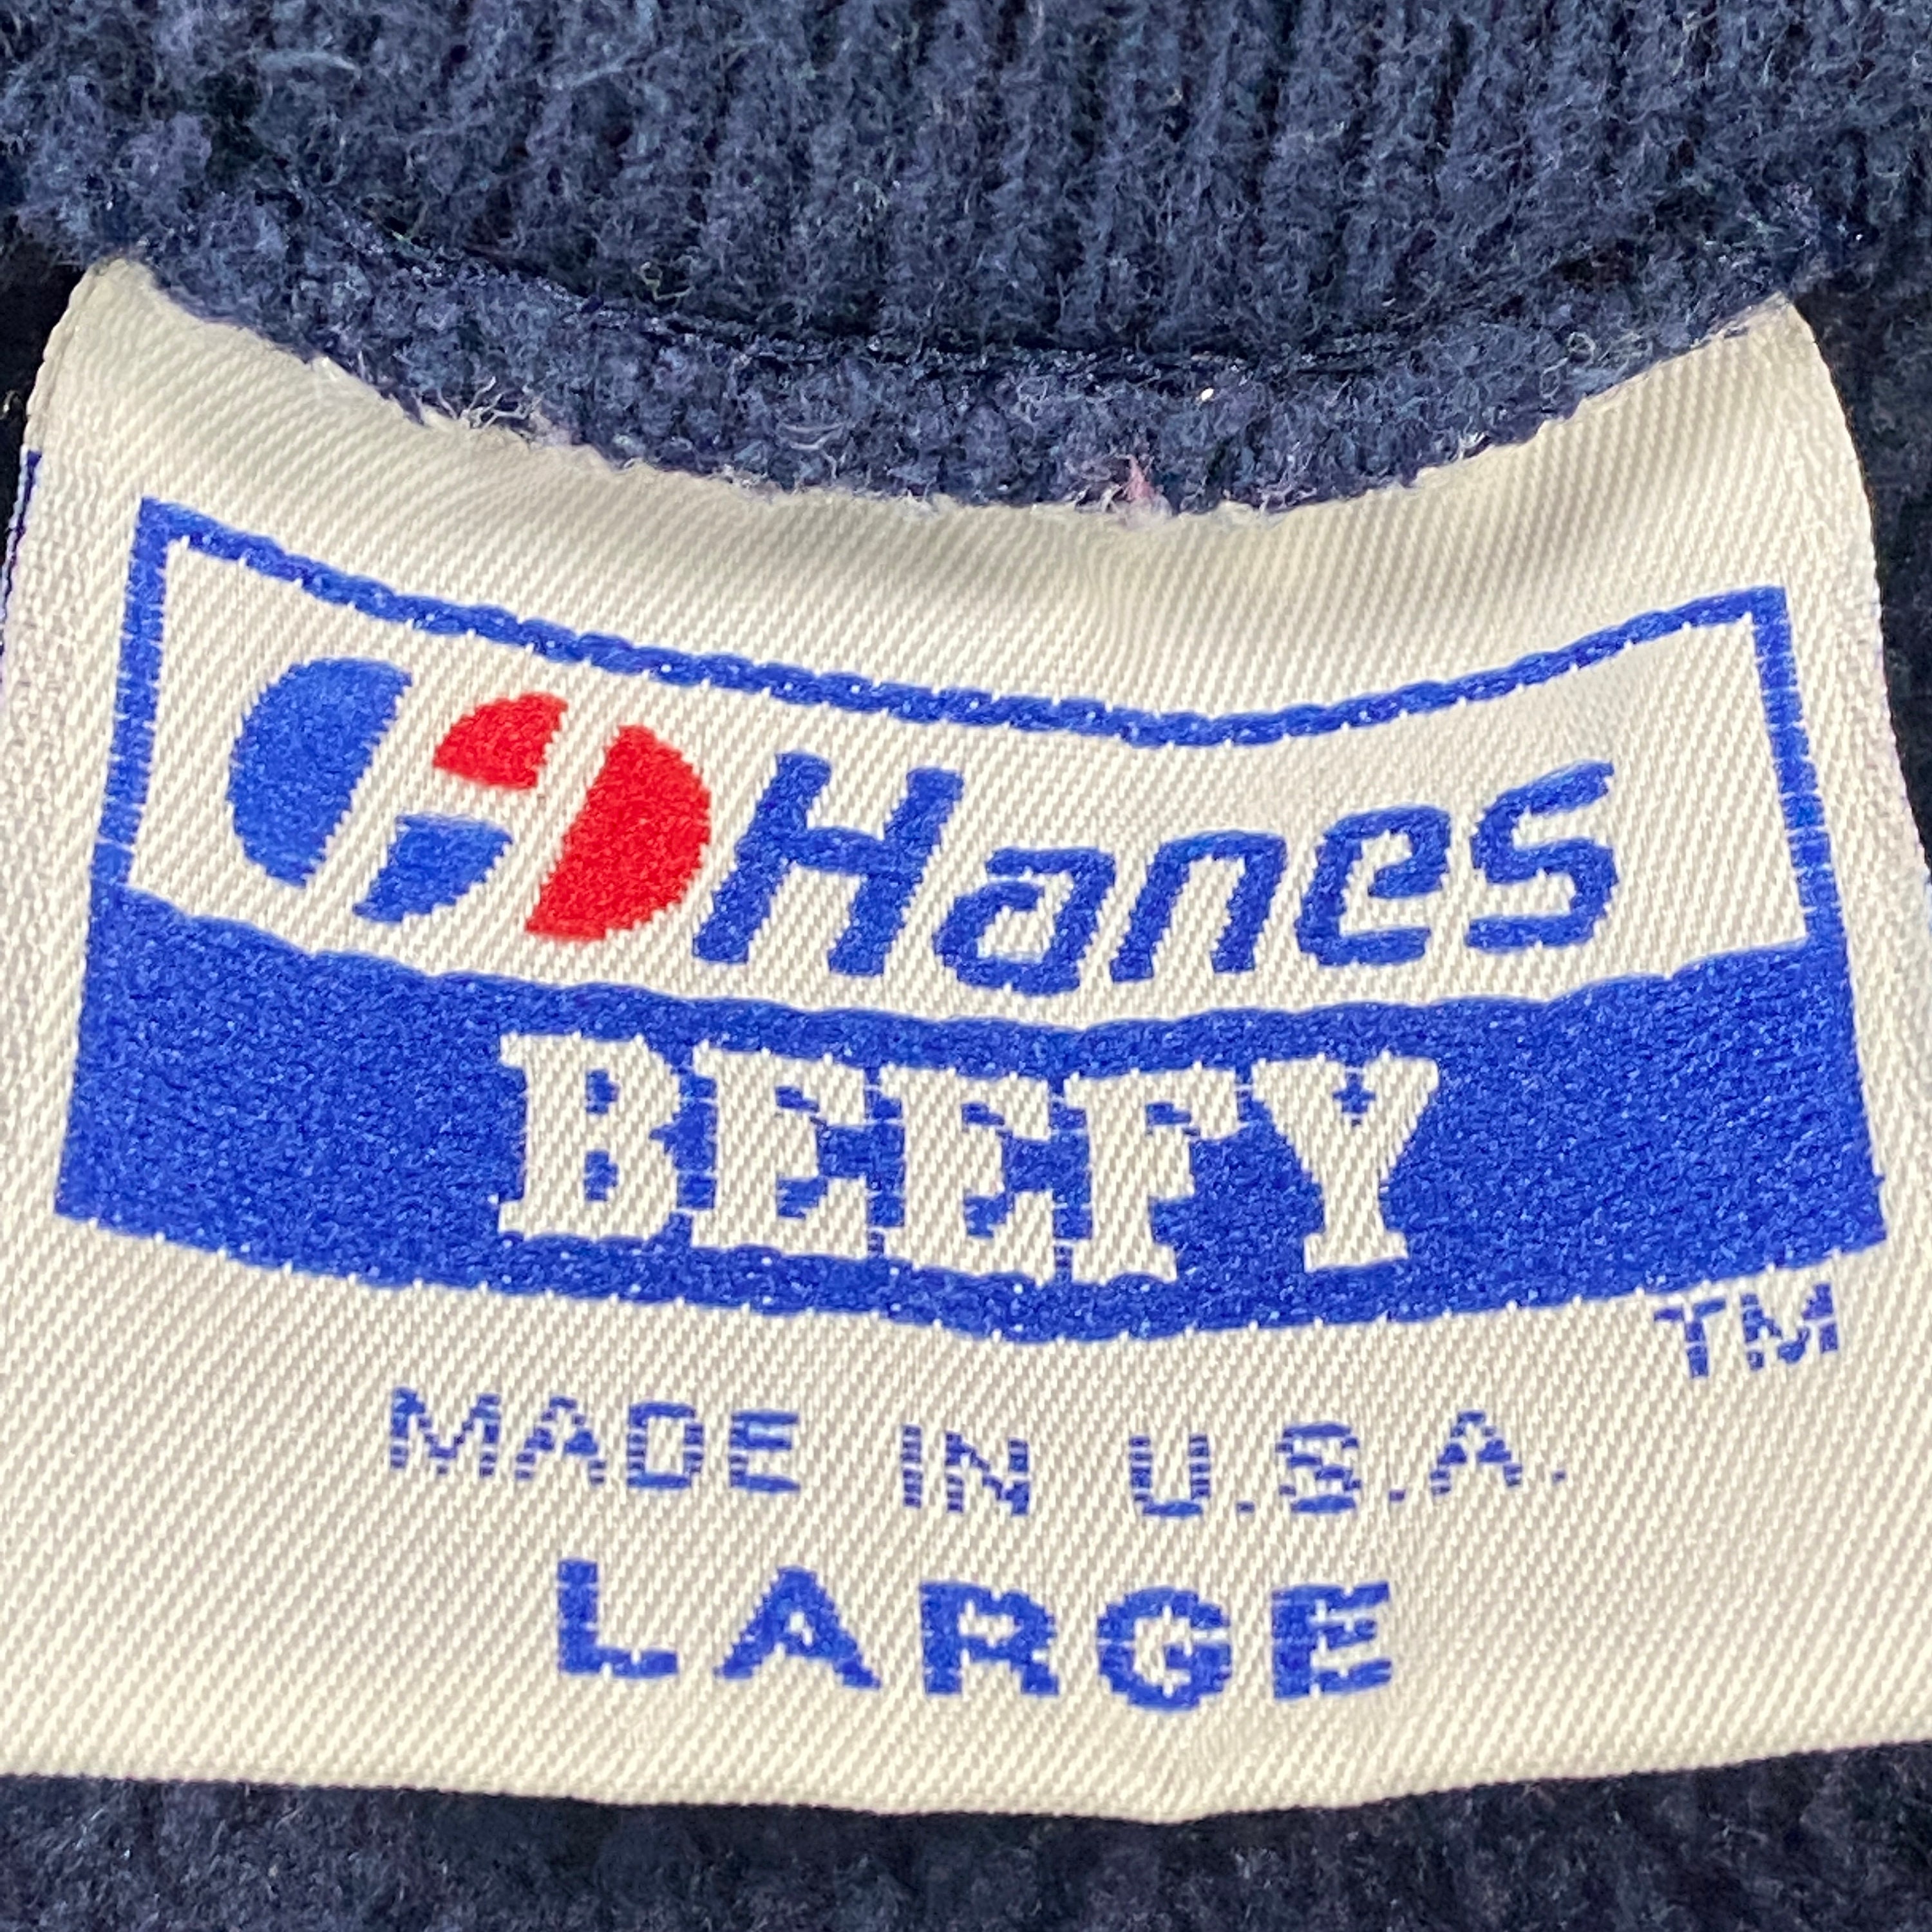 Hanes
BEEFY
TM
MADE IN U.S.A.
LARGE